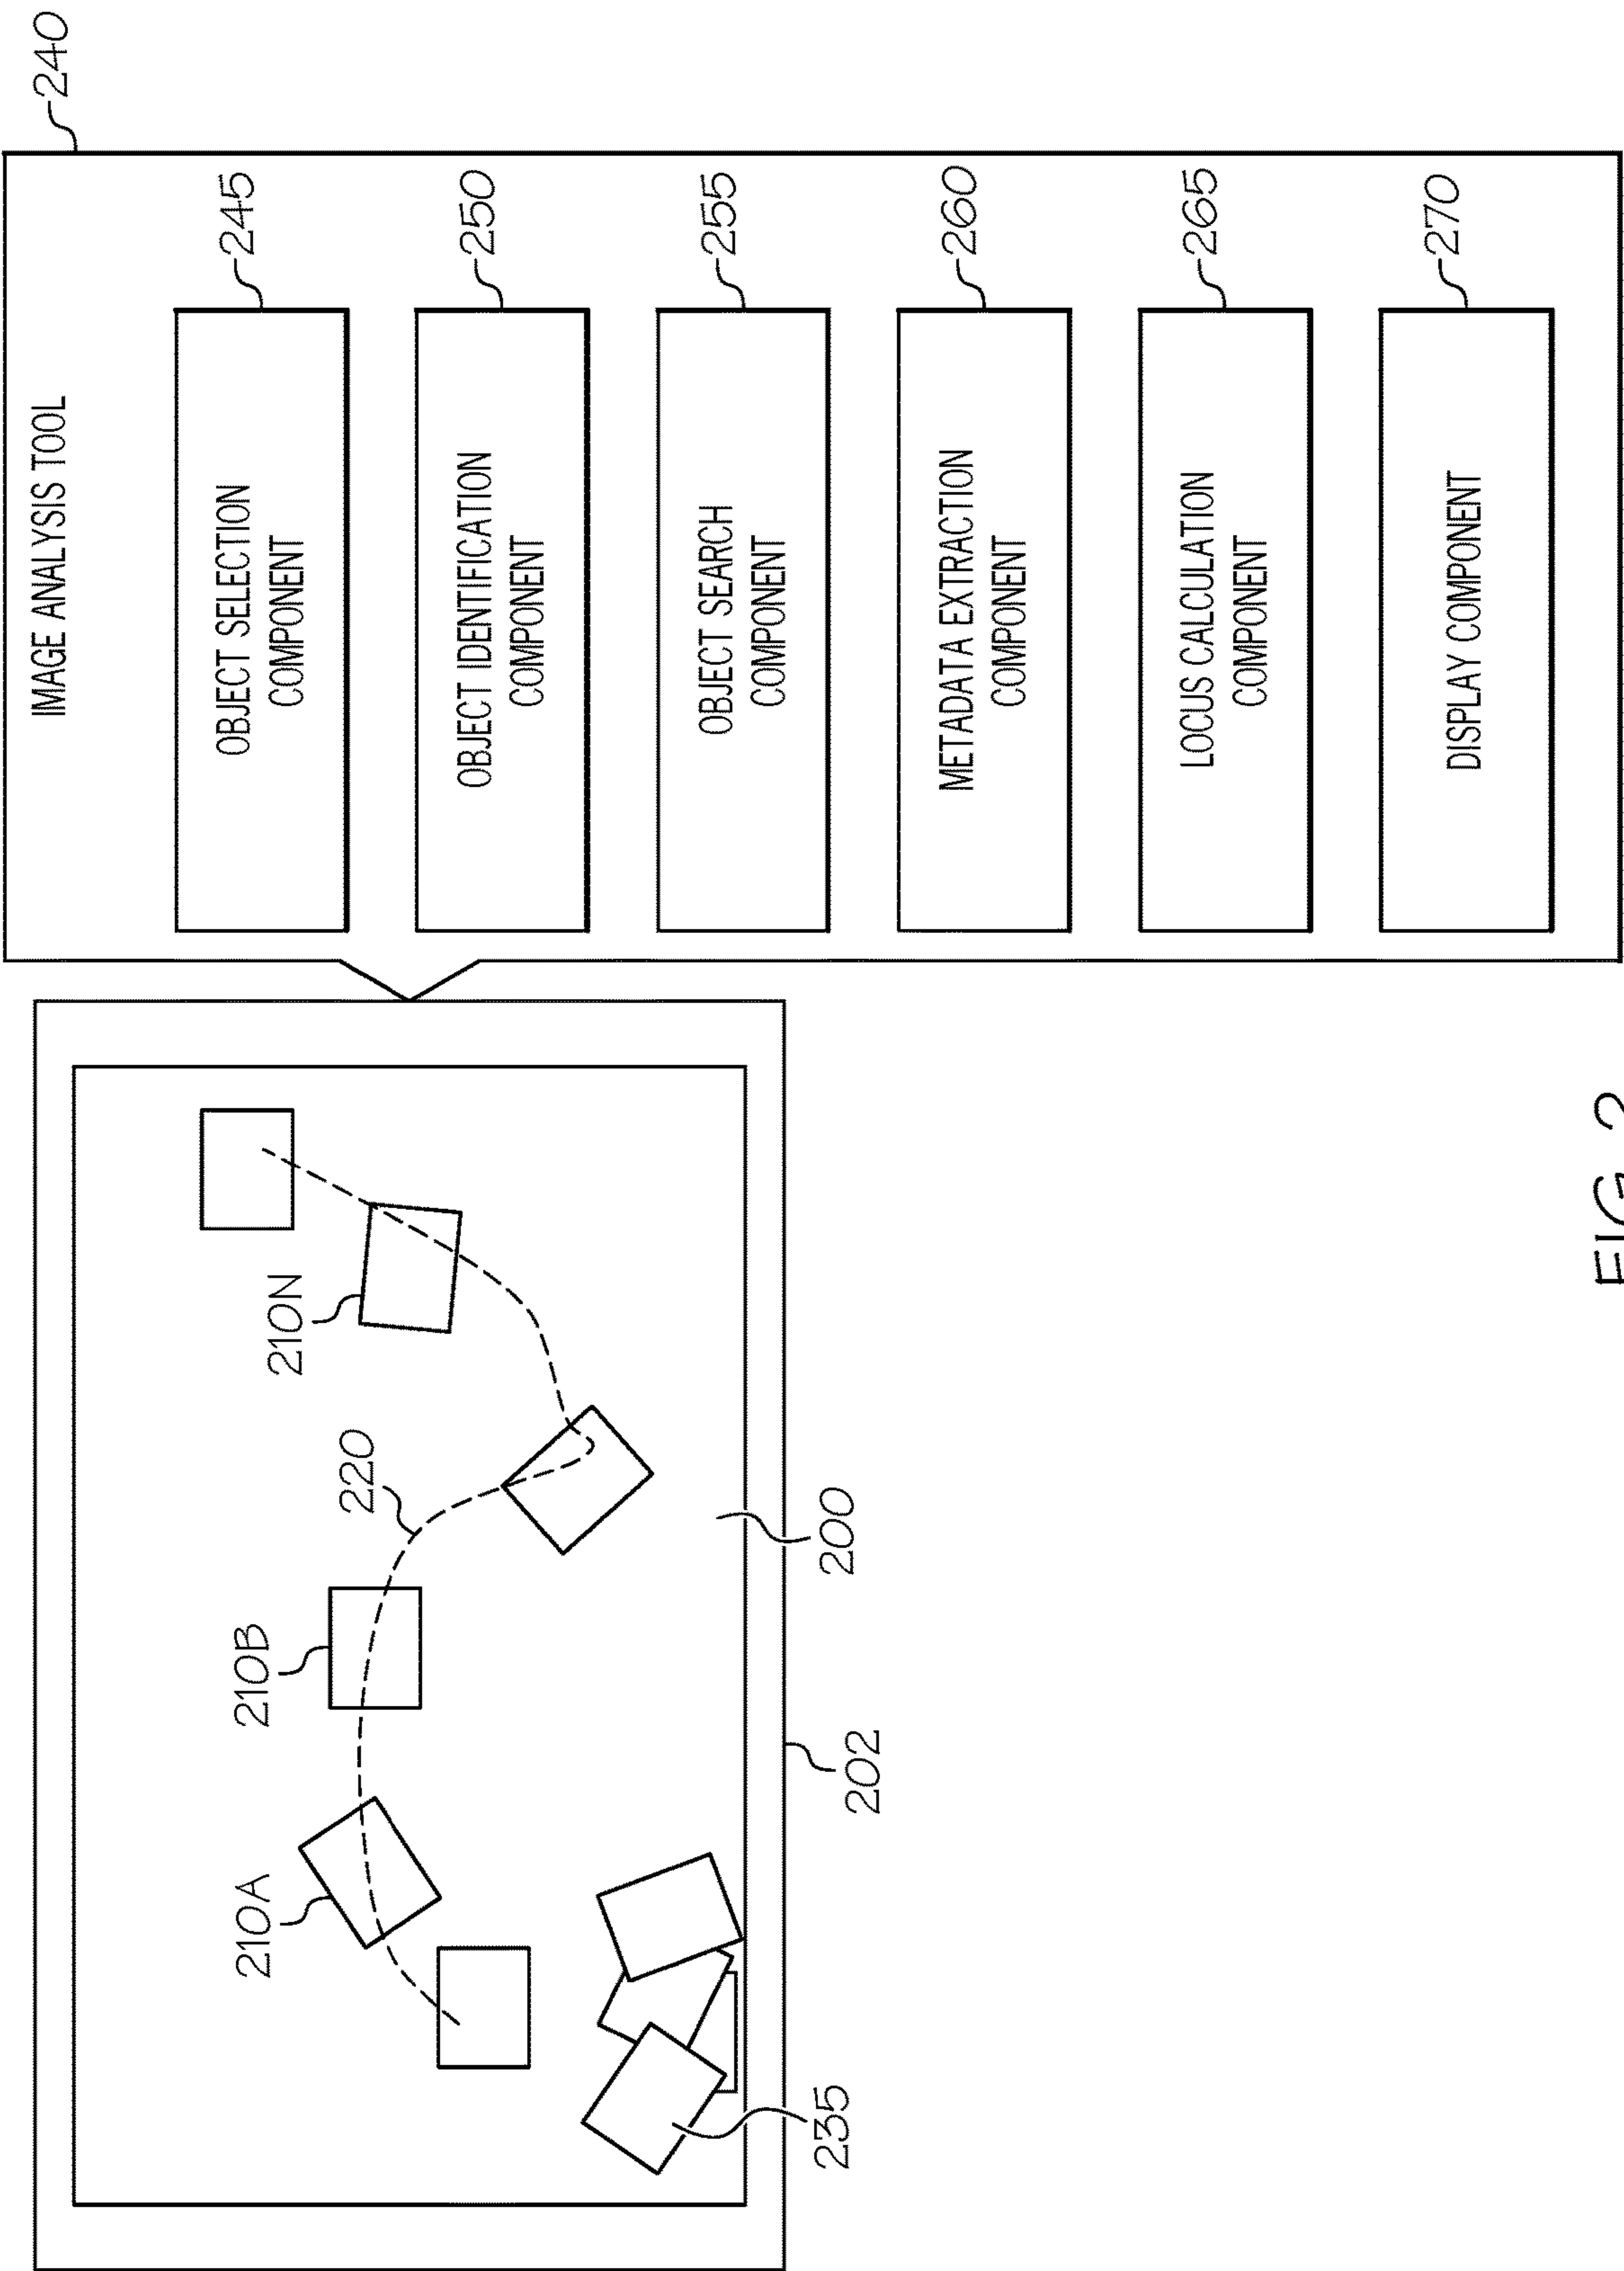 240
IMAGE ANALYSIS TOOL
OBJECT SELECTION
COMPONENT
245
OBJECT IDENTIFICATION
COMPONENT
250
OBJECT SEARCH
COMPONENT
255
METADATA EXTRACTION
COMPONENT
260
LOCUS CALCULATION
COMPONENT
265
DISPLAY COMPONENT
270
210A
210B
220
210N
235
202
200
FIG. 2